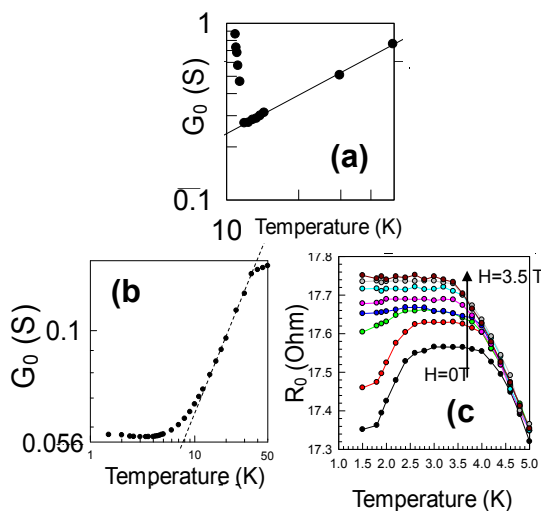 1
G₀ (S)
(a)
0.1
10
Temperature (K)
(b)
G₀ (S)
0.1
0.056
1
10
50
Temperature (K)
17.8
17.7
17.6
17.5
17.4
17.3
R₀ (Ohm)
H=3.5 T
H=0T
(c
1.0 1.5 2.0 2.5 3.0 3.5 4.0 4.5 5.0
Temperature (K)